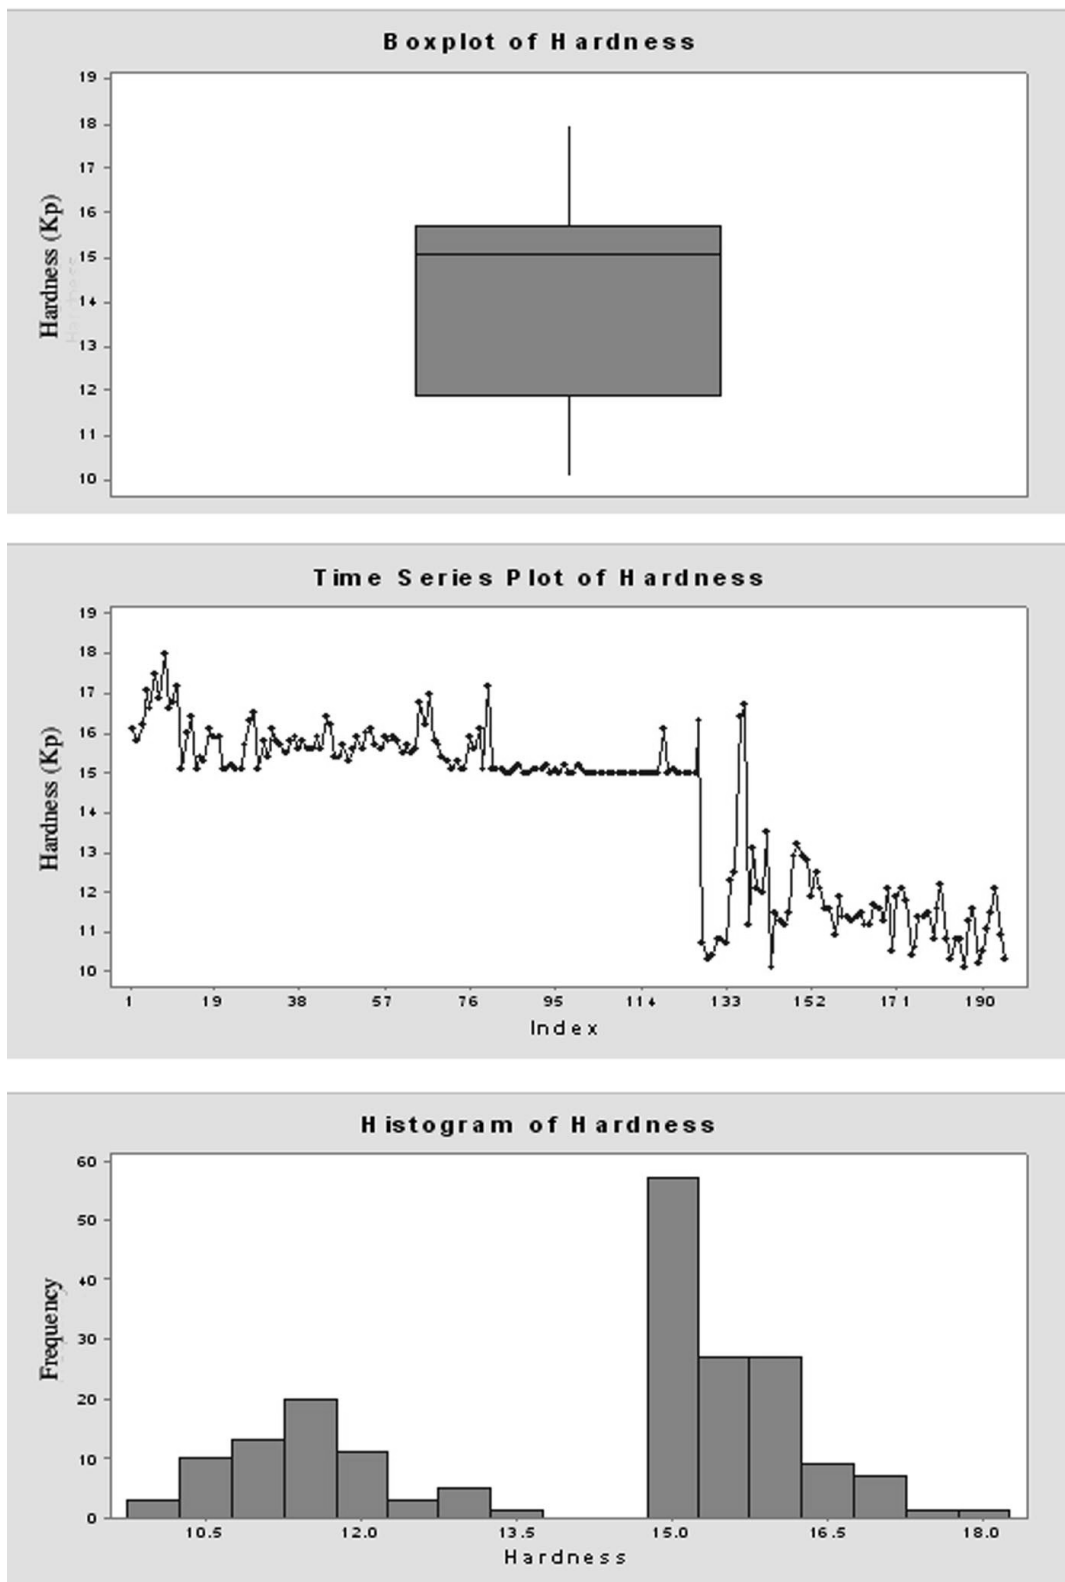 Boxplot of Hardness
19
18
17
16
15
14
13
12
11
10
Hardness (Kp)
Hardness
Time Series Plot of Hardness
19
18
17
16
15
14
13
12
11
10
Hardness (Kp)
1 19 38 57 76 95 114 133 152 171 190
Index
Histogram of Hardness
60
50
40
30
20
10
0
Frequency
10.5 12.0 13.5 15.0 16.5 18.0
Hardness